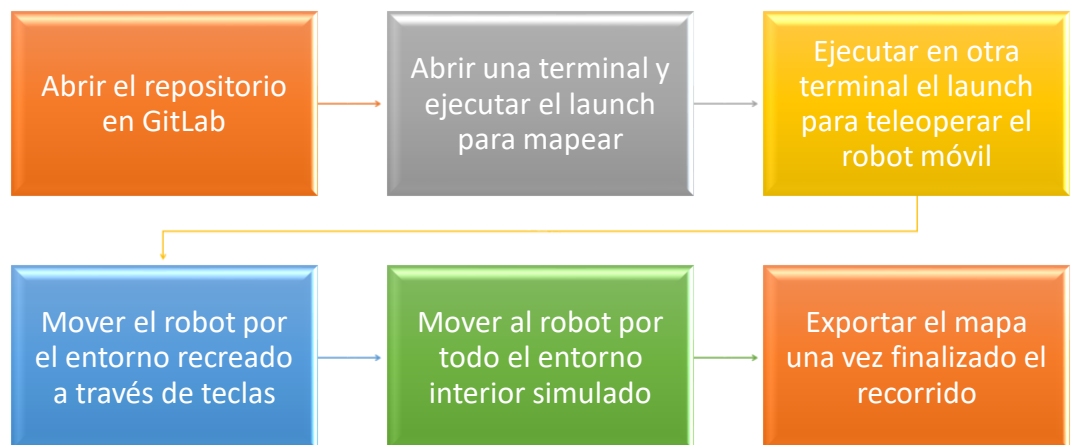 Abrir el repositorio
en GitLab
Abrir una terminal y
ejecutar el launch
para mapear
Ejecutar en otra
terminal el launch
para teleoperar el
robot móvil
Mover el robot por
el entorno recreado
a través de teclas
Mover al robot por
todo el entorno
interior simulado
Exportar el mapa
una vez finalizado el
recorrido